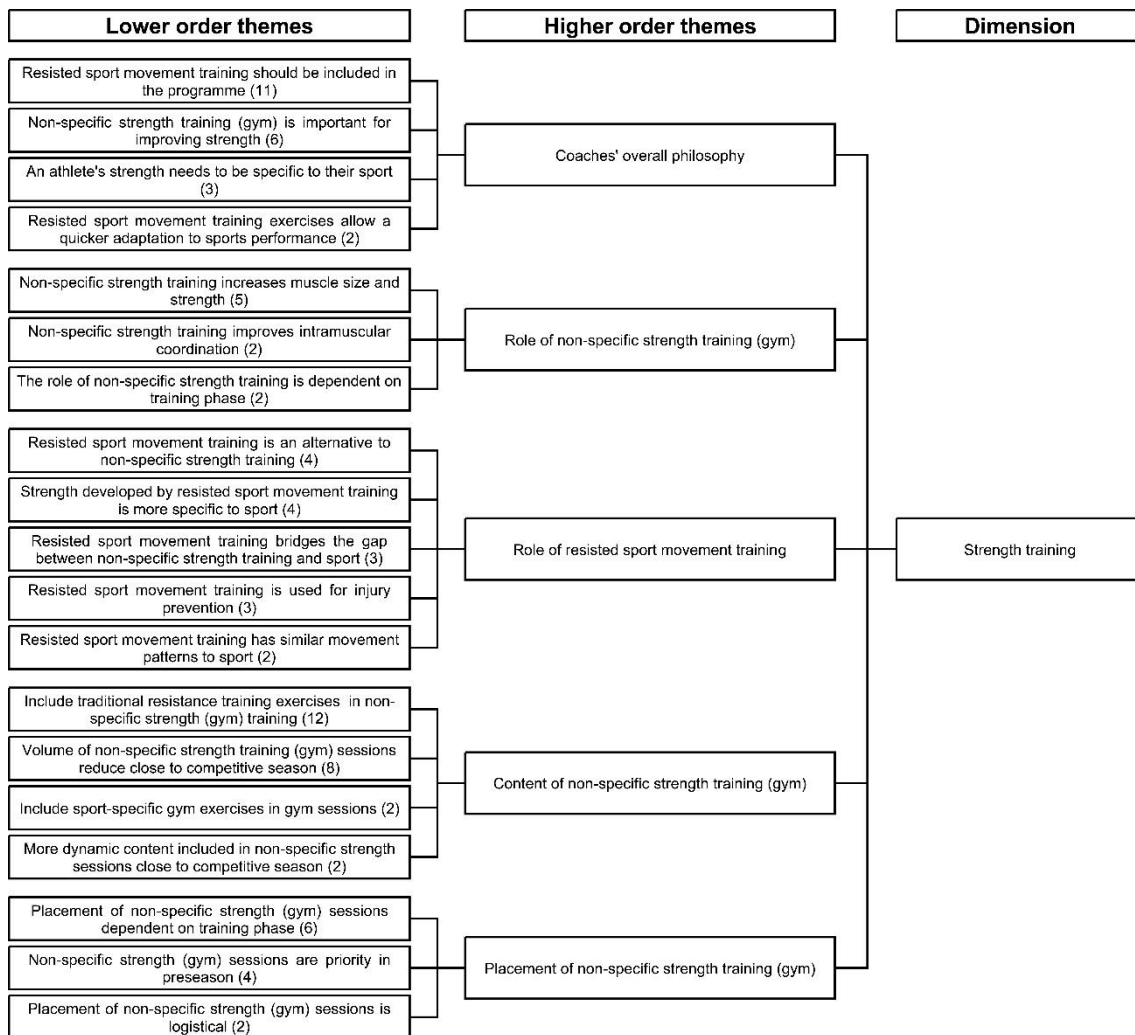 Lower order themes
Higher order themes
Dimension
Resisted sport movement training should be included in
the programme (11)
Non-specific strength training (gym) is important for
improving strength (6)
An athlete's strength needs to be specific to their sport
(3)
Resisted sport movement training exercises allow a
quicker adaptation to sports performance (2)
Coaches' overall philosophy
Non-specific strength training increases muscle size and
strength (5)
Non-specific strength training improves intramuscular
coordination (2)
The role of non-specific strength training is dependent on
training phase (2)
Role of non-specific strength training (gym)
Resisted sport movement training is an alternative to
non-specific strength training (4)
Strength developed by resisted sport movement training
is more specific to sport (4)
Resisted sport movement training bridges the gap
between non-specific strength training and sport (3)
Resisted sport movement training is used for injury
prevention (3)
Resisted sport movement training has similar movement
patterns to sport (2)
Role of resisted sport movement training
Strength training
Include traditional resistance training exercises in non-
specific strength (gym) training (12)
Volume of non-specific strength training (gym) sessions
reduce close to competitive season (8)
Include sport-specific gym exercises in gym sessions (2)
More dynamic content included in non-specific strength
sessions close to competitive season (2)
Content of non-specific strength training (gym)
Placement of non-specific strength (gym) sessions
dependent on training phase (6)
Non-specific strength (gym) sessions are priority in
preseason (4)
Placement of non-specific strength (gym) sessions is
logistical (2)
Placement of non-specific strength training (gym)